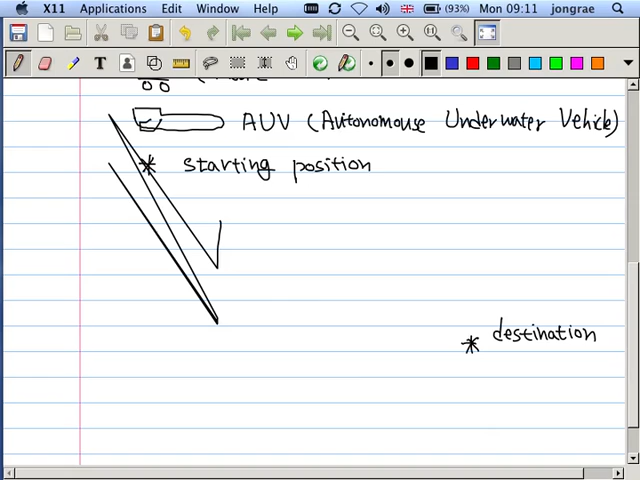 X11 Applications Edit Window Help (93%) Mon 09:11 jongrae
AUV (Autonomouse Underwater Vehicle)
* starting position
* destination